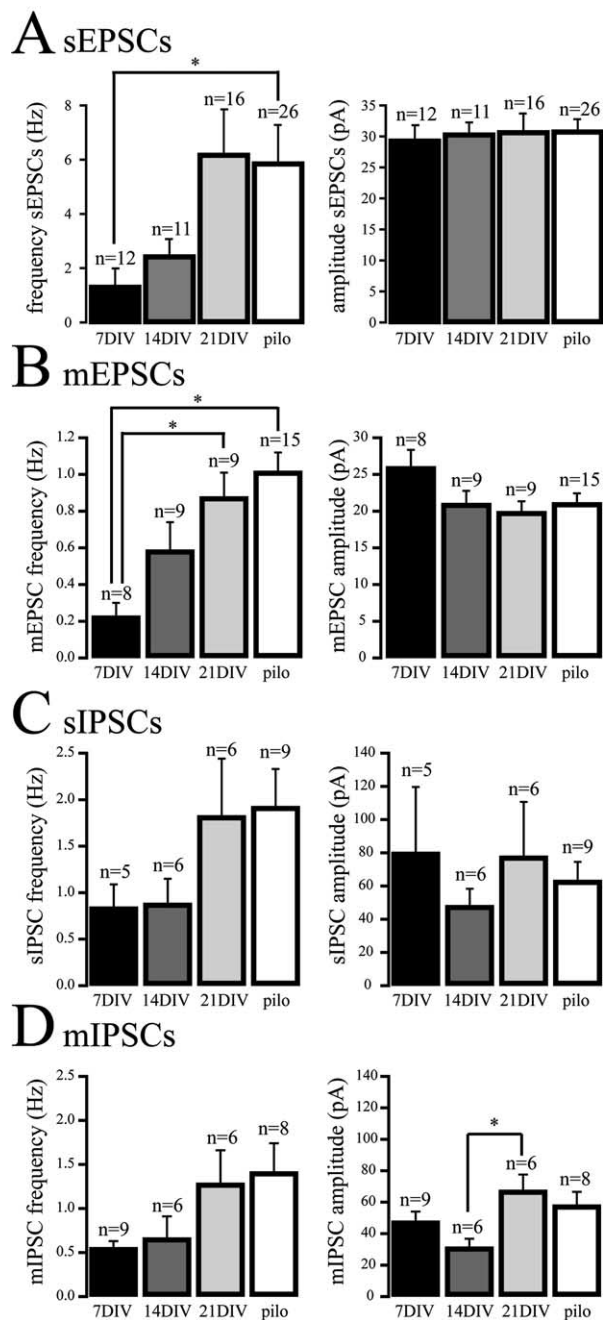 A sEPSCs
*
n=12
n=11
n=16
n=26
frequency sEPSCs (Hz)
8
6
4
2
0
7DIV 14DIV 21DIV pilo
n=12
n=11
n=16
n=26
amplitude sEPSCs (pA)
35
30
25
20
15
10
5
0
7DIV 14DIV 21DIV pilo
B mEPSCs
*
*
n=8
n=9
n=9
n=15
mEPSC frequency (Hz)
1.2
1.0
0.8
0.6
0.4
0.2
0.0
7DIV 14DIV 21DIV pilo
n=8
n=9
n=9
n=15
mEPSC amplitude (pA)
30
25
20
15
10
5
0
7DIV 14DIV 21DIV pilo
C sIPSCs
n=5
n=6
n=6
n=9
sIPSC frequency (Hz)
2.5
2.0
1.5
1.0
0.5
0.0
7DIV 14DIV 21DIV pilo
n=5
n=6
n=6
n=9
sIPSC amplitude (pA)
140
120
100
80
60
40
20
0
7DIV 14DIV 21DIV pilo
D mIPSCs
n=9
n=6
n=6
n=8
mIPSC frequency (Hz)
2.5
2.0
1.5
1.0
0.5
0.0
7DIV 14DIV 21DIV pilo
*
n=9
n=6
n=6
n=8
mIPSC amplitude (pA)
140
120
100
80
60
40
20
0
7DIV 14DIV 21DIV pilo